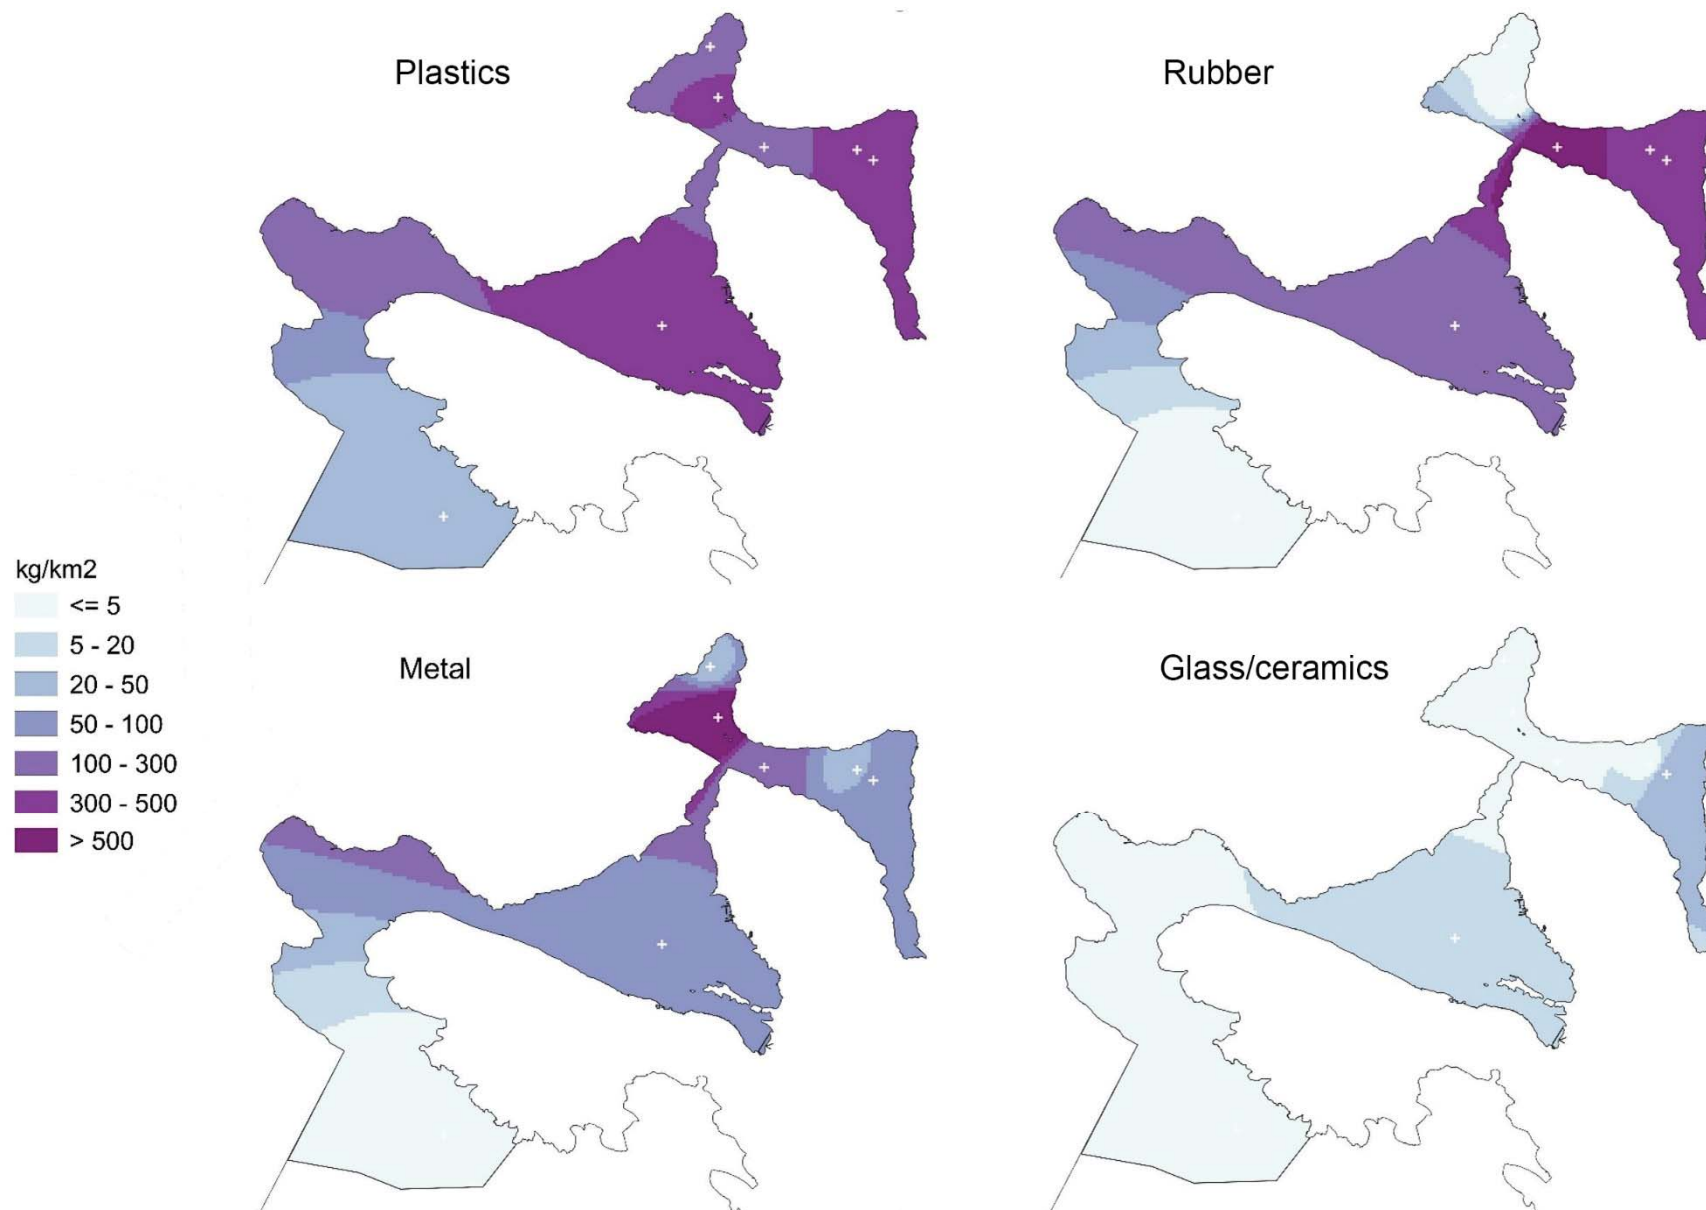 Plastics
Rubber
kg/km2
<= 5
5 - 20
20 - 50
50 - 100
100 - 300
300 - 500
> 500
Metal
Glass/ceramics